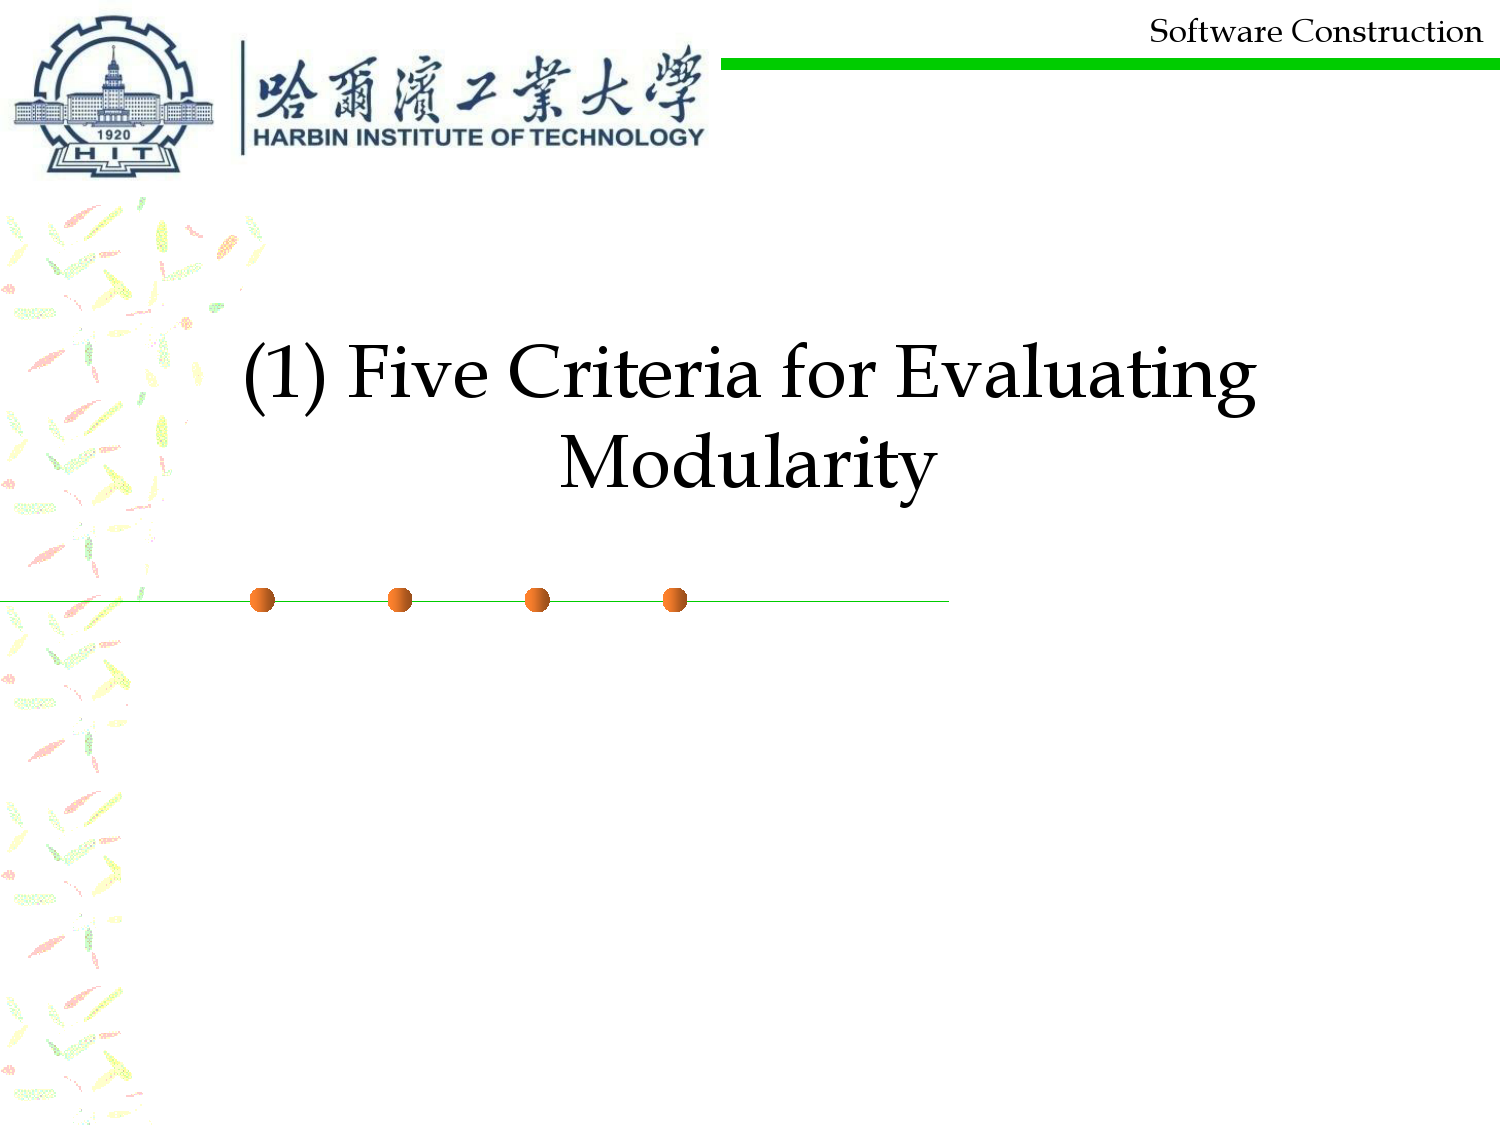 Software Construction
哈爾濱工業大學
HARBIN INSTITUTE OF TECHNOLOGY
1920
HIT
(1) Five Criteria for Evaluating
Modularity